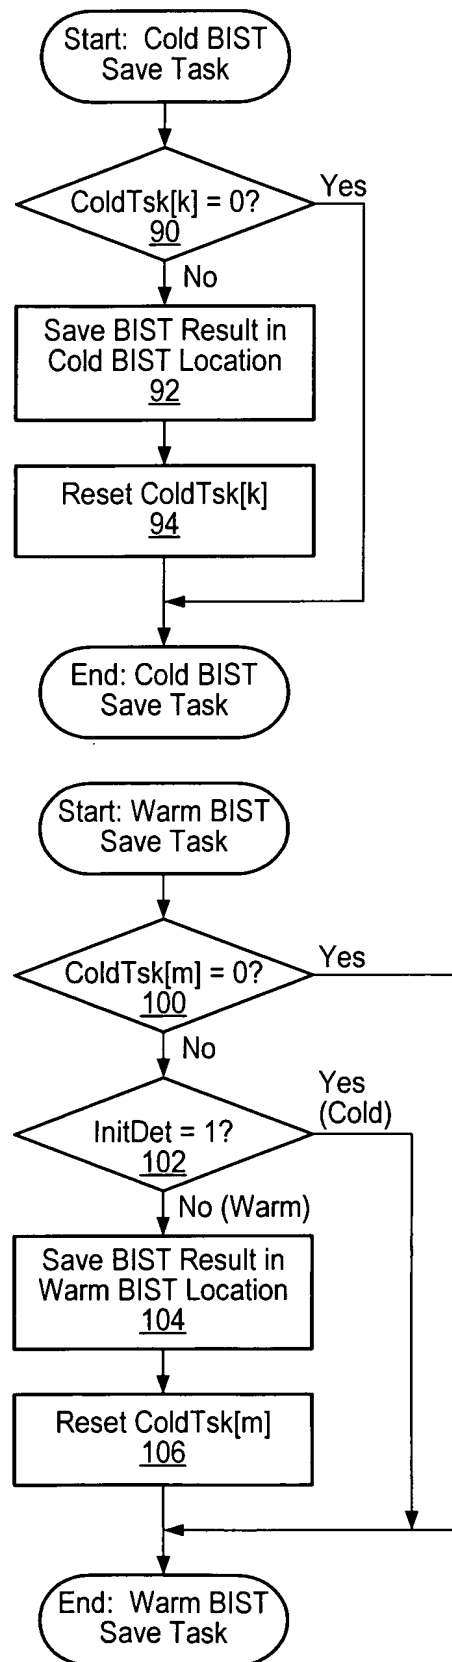 Start: Cold BIST
Save Task
ColdTsk[k] = 0?
90
Yes
No
Save BIST Result in
Cold BIST Location
92
Reset ColdTsk[k]
94
End: Cold BIST
Save Task
Start: Warm BIST
Save Task
ColdTsk[m] = 0?
100
Yes
No
InitDet = 1?
102
Yes
(Cold)
No (Warm)
Save BIST Result in
Warm BIST Location
104
Reset ColdTsk[m]
106
End: Warm BIST
Save Task